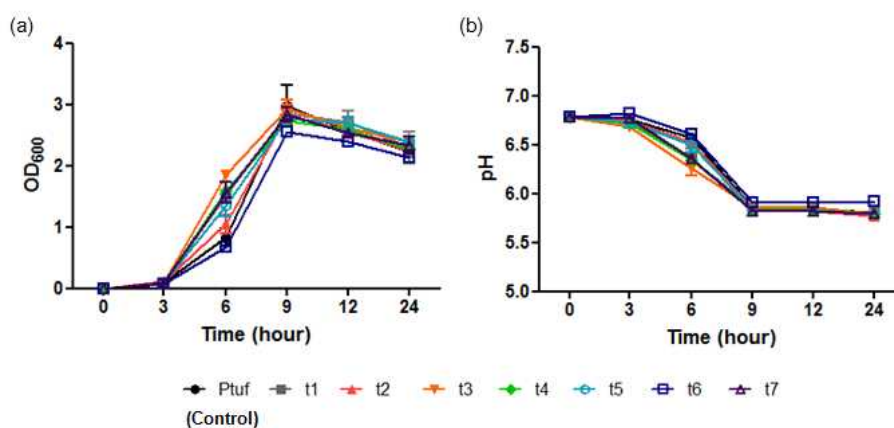 (a)
(b)
4
3
2
1
0
OD600
0 3 6 9 12 24
Time (hour)
7.5
7.0
6.5
6.0
5.5
5.0
pH
0 3 6 9 12 24
Time (hour)
Ptuf t1 t2 t3 t4 t5 t6 t7
(Control)